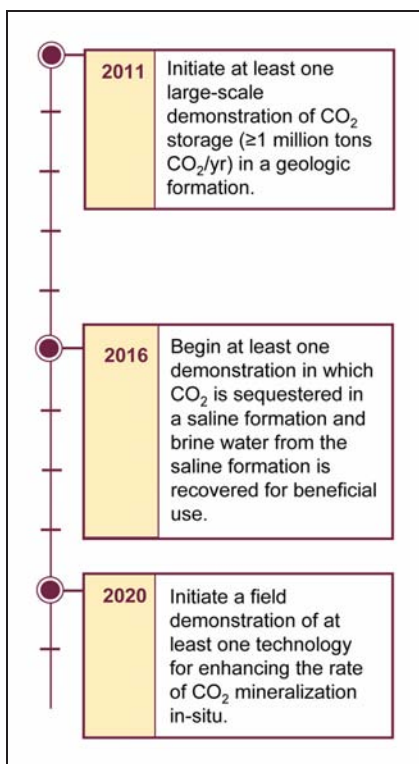 2011 Initiate at least one
large-scale
demonstration of CO₂
storage (≥1 million tons
CO₂/yr) in a geologic
formation.
2016 Begin at least one
demonstration in which
CO₂ is sequestered in
a saline formation and
brine water from the
saline formation is
recovered for beneficial
use.
2020 Initiate a field
demonstration of at
least one technology
for enhancing the rate
of CO₂ mineralization
in-situ.